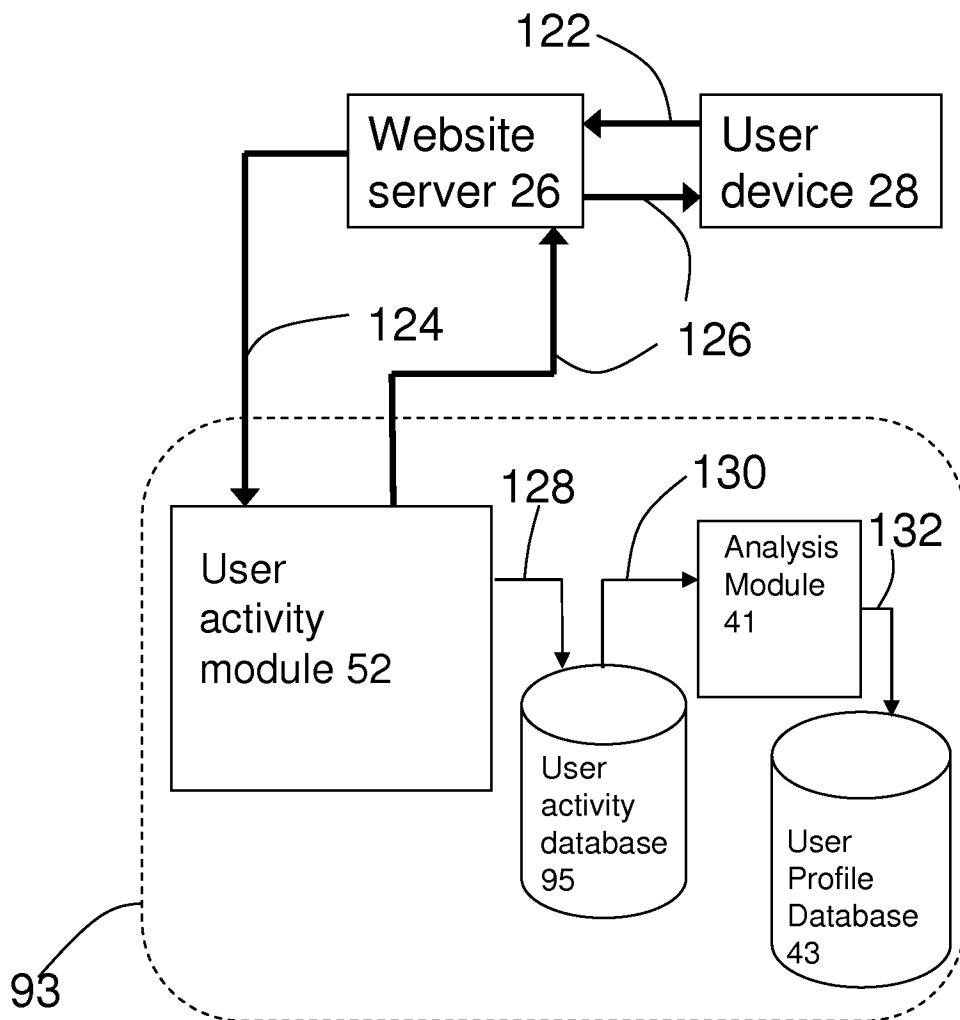 122
Website
server 26
User
device 28
124
126
128
130
132
User
activity
module 52
Analysis
Module
41
User
activity
database
95
User
Profile
Database
43
93